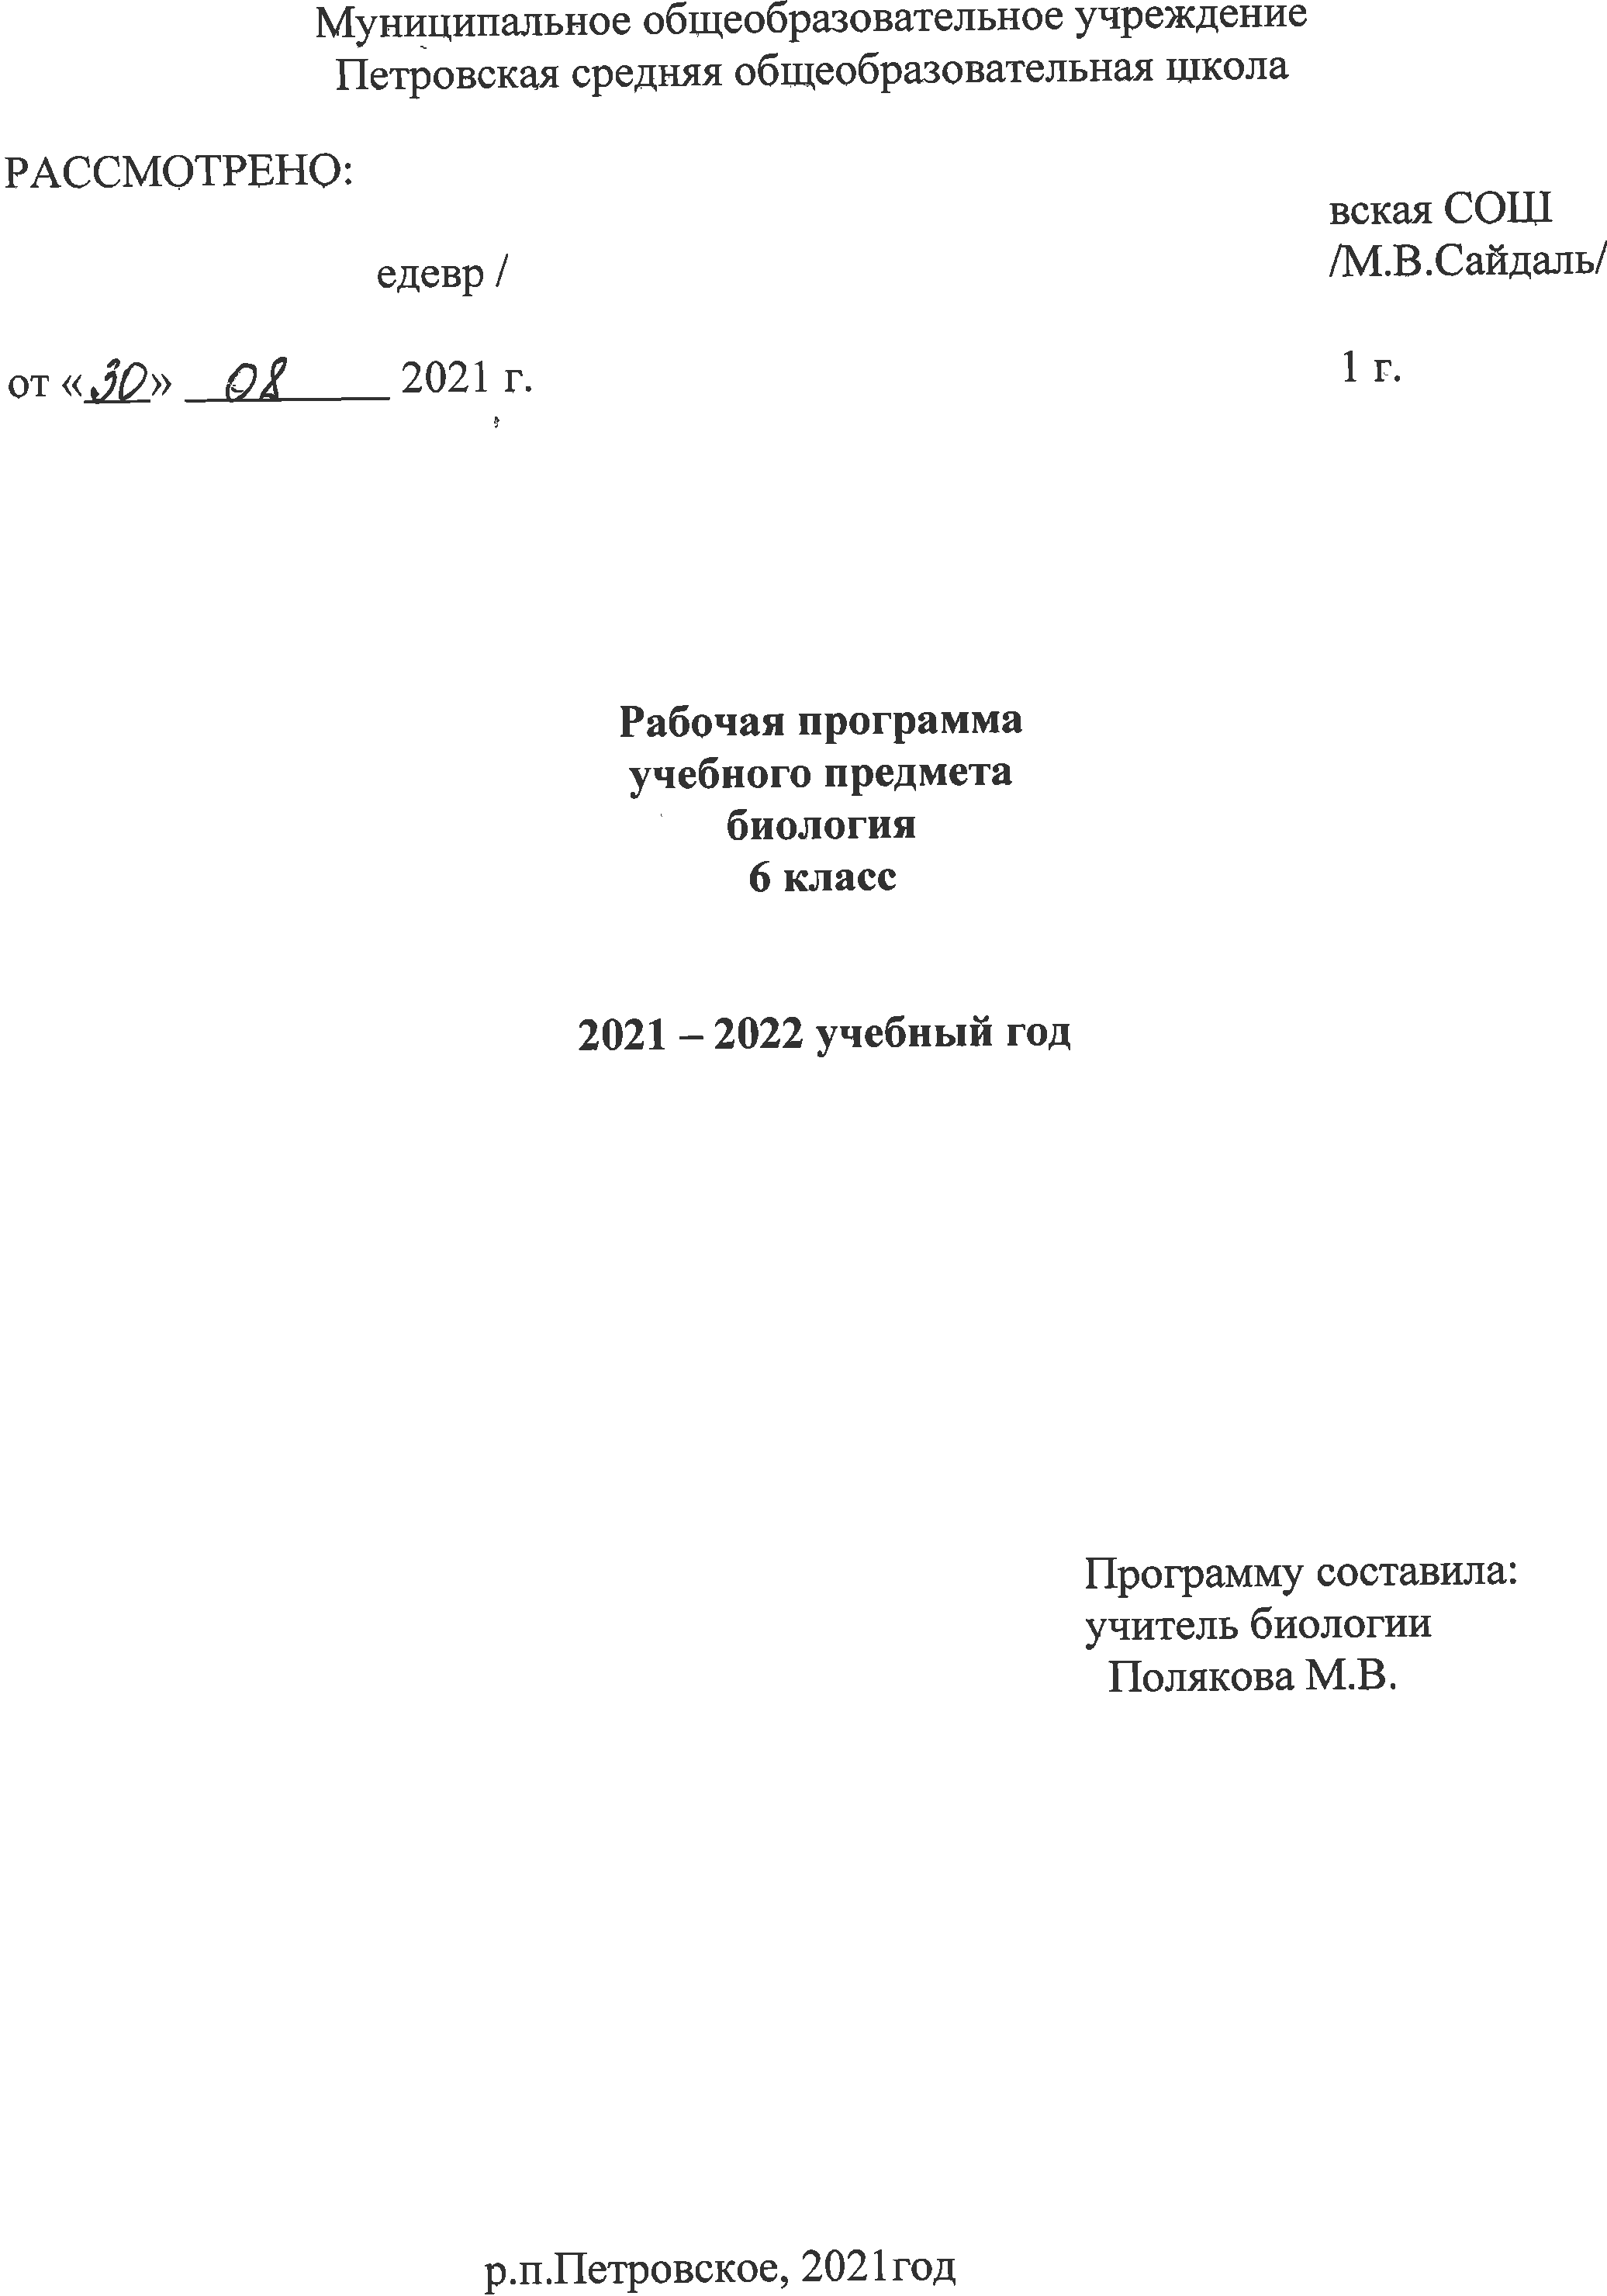 Муниципальное общеобразовательное учреждение
Петровская средняя общеобразовательная школа
РАССМОТРЕНО:
вская СОШ
едевр /
/М.В.Сайдаль/
от «30» 08 2021 г.
1 г.
Рабочая программа
учебного предмета
биология
6 класс
2021 – 2022 учебный год
Программу составила:
учитель биологии
Полякова М.В.
р.п.Петровское, 2021год